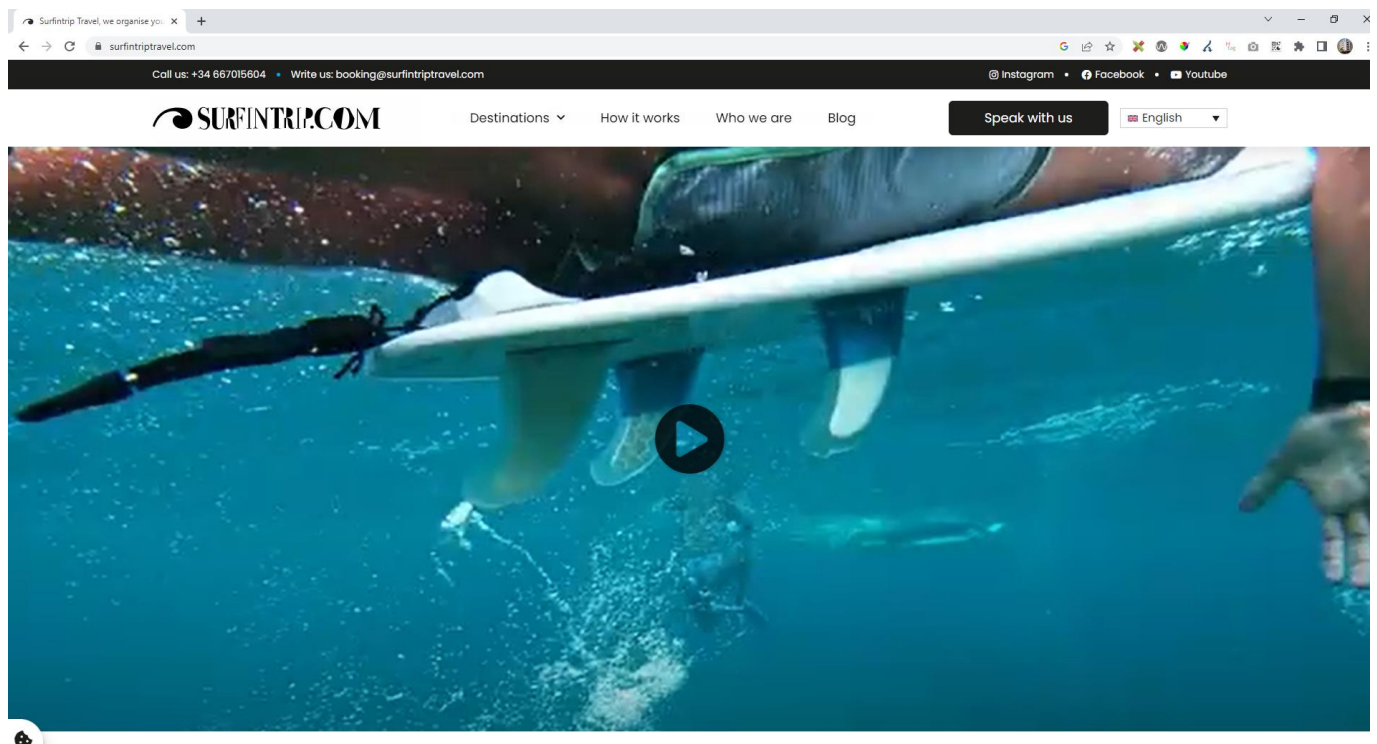 Surfintrip Travel, we organise you
surfintriptravel.com
Call us: +34 667015604 • Write us: booking@surfintriptravel.com
Instagram • Facebook • Youtube
SURFINTRIP.COM
Destinations How it works Who we are Blog
Speak with us
English